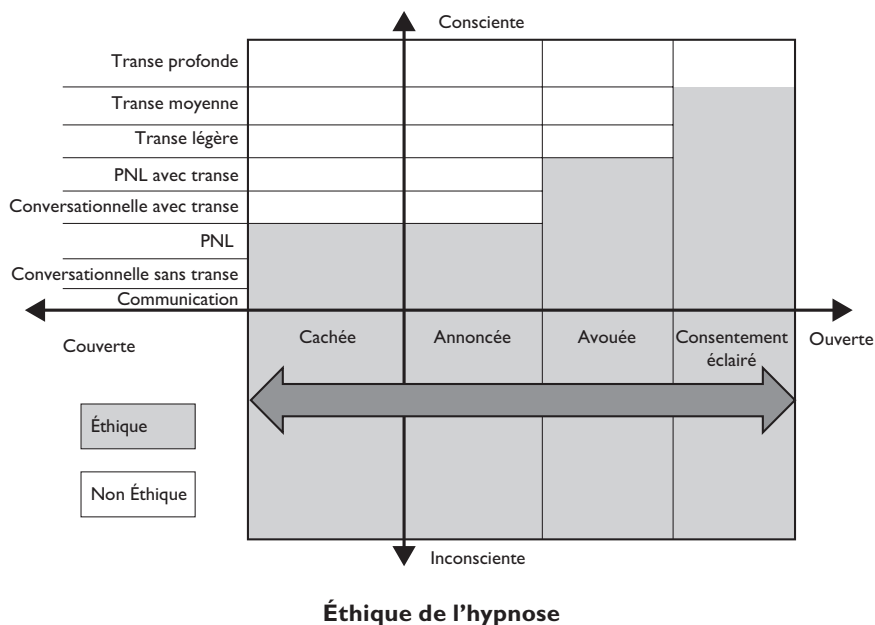 Consciente
Transe profonde
Transe moyenne
Transe légère
PNL avec transe
Conversationnelle avec transe
PNL
Conversationnelle sans transe
Communication
Couverte
Cachée
Annoncée
Avouée
Consentement
éclairé
Ouverte
Éthique
Non Éthique
Inconsciente
Éthique de l’hypnose